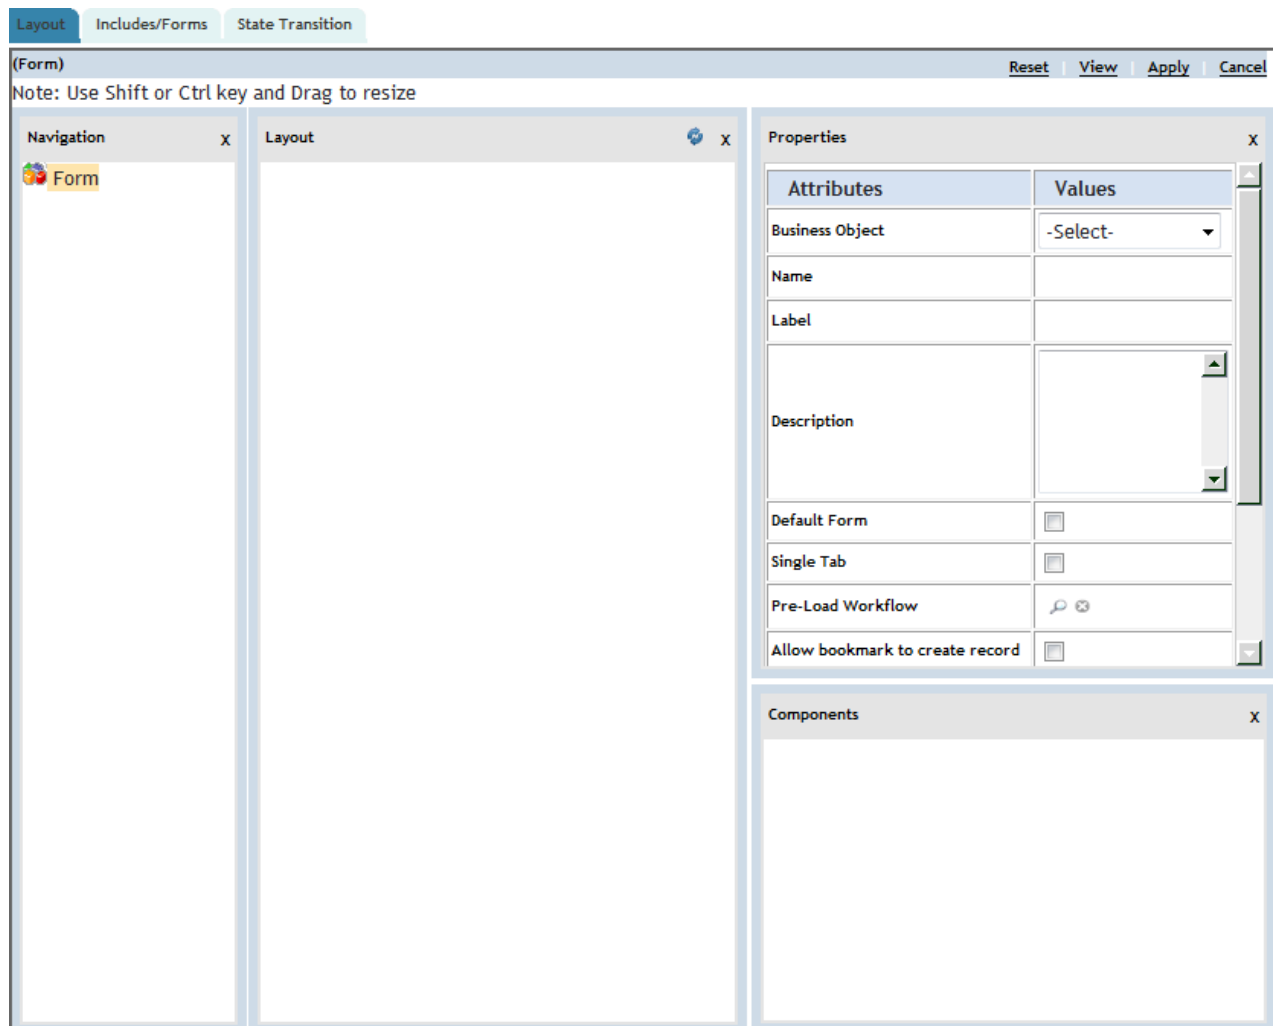 Layout Includes/Forms State Transition
(Form) Reset View Apply Cancel
Note: Use Shift or Ctrl key and Drag to resize
Navigation x
Form
Layout x
Properties x
Attributes Values
Business Object -Select-
Name
Label
Description
Default Form
Single Tab
Pre-Load Workflow
Allow bookmark to create record
Components x